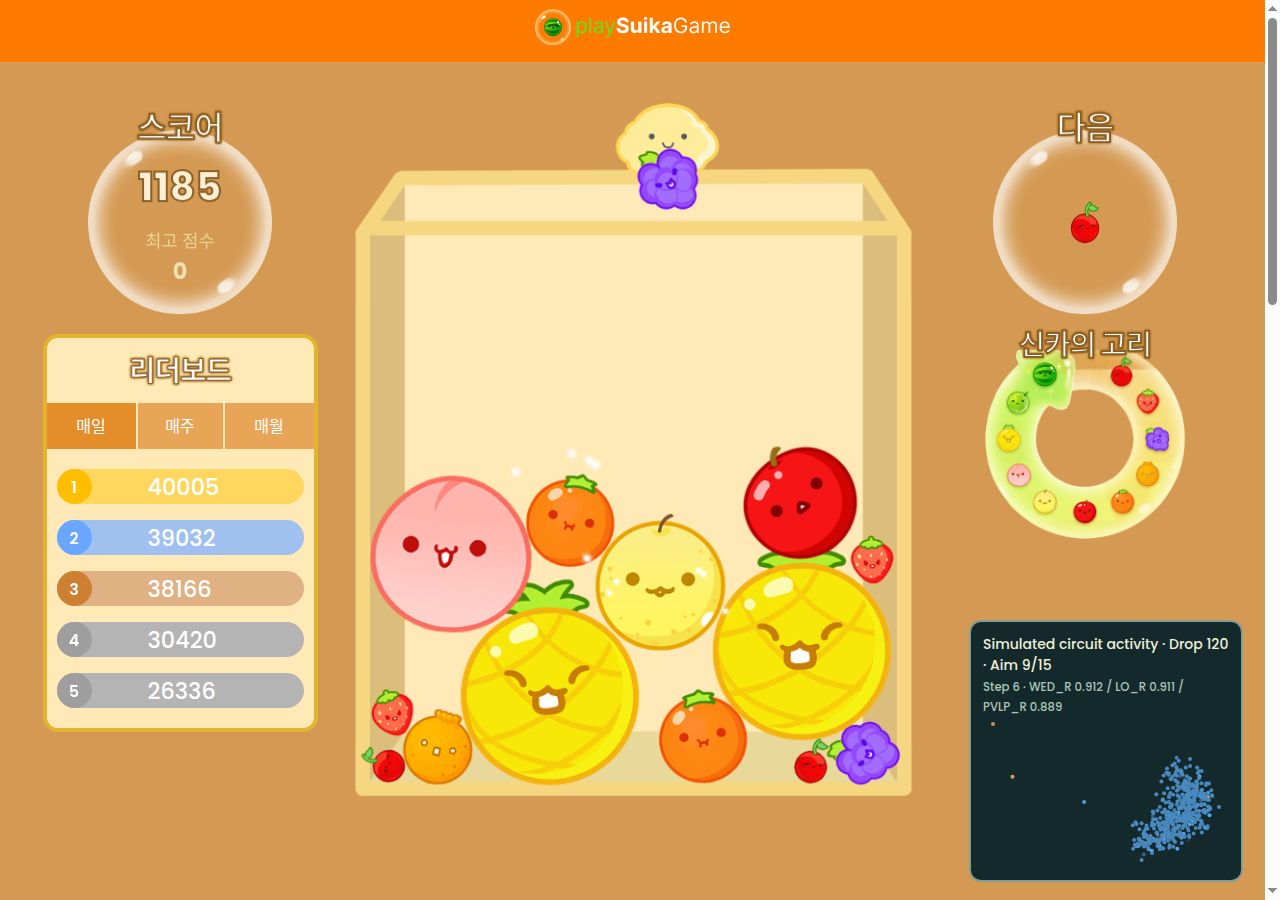 playSuikaGame
스코어
1185
최고 점수
0
다음
신카의 고리
리더보드
매일 매주 매월
1 40005
2 39032
3 38166
4 30420
5 26336
Simulated circuit activity · Drop 120
· Aim 9/15
Step 6 · WED_R 0.912 / LO_R 0.911 /
PVLP_R 0.889